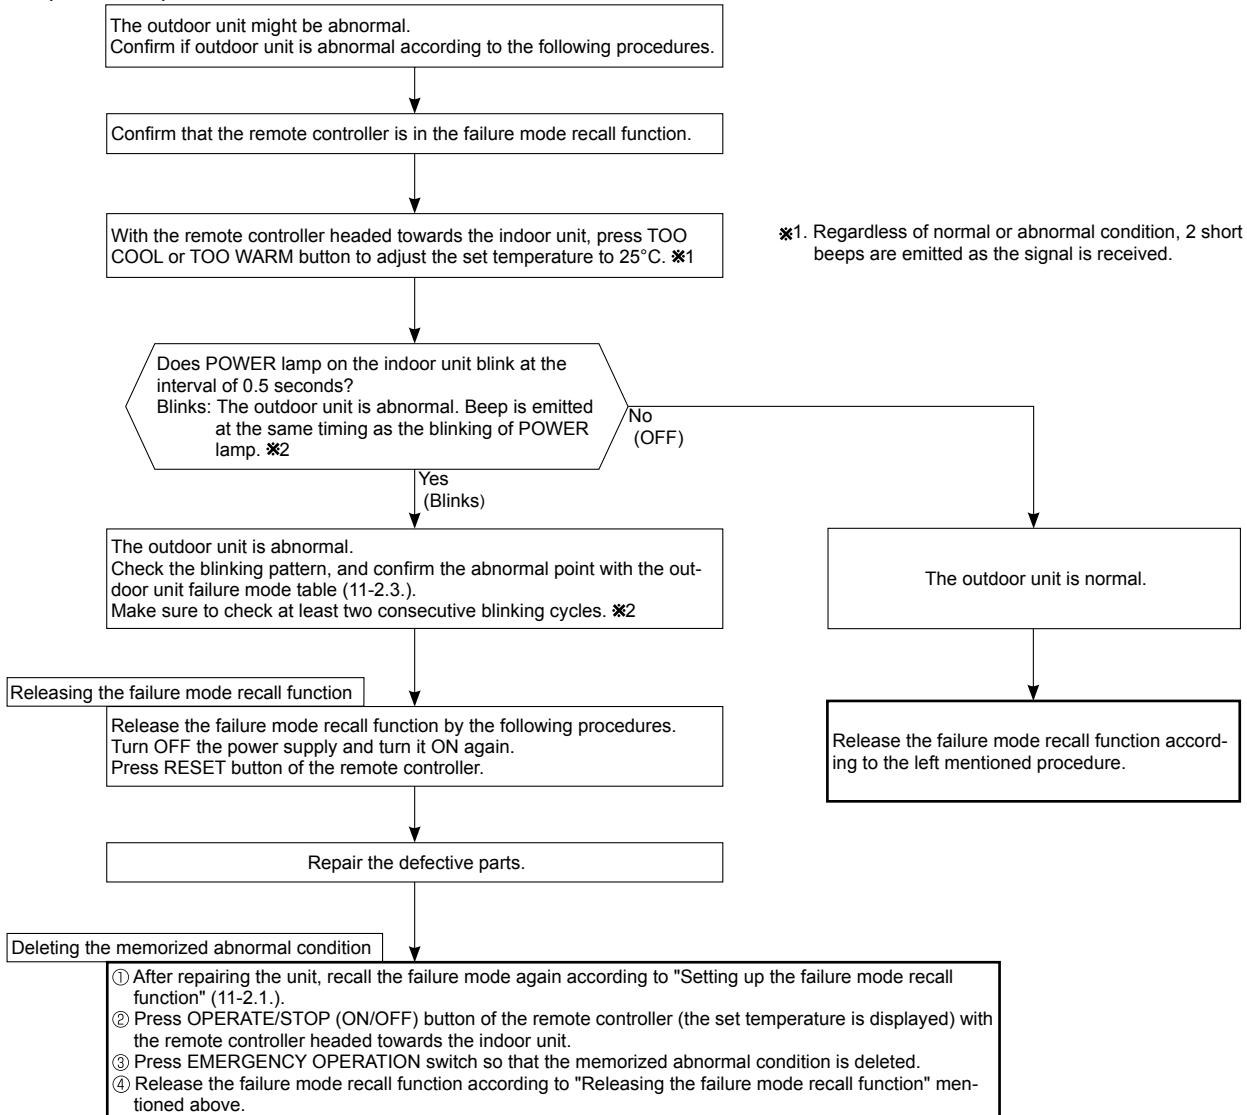 The outdoor unit might be abnormal.
Confirm if outdoor unit is abnormal according to the following procedures.
Confirm that the remote controller is in the failure mode recall function.
With the remote controller headed towards the indoor unit, press TOO
COOL or TOO WARM button to adjust the set temperature to 25°C. ※1
※1. Regardless of normal or abnormal condition, 2 short
beeps are emitted as the signal is received.
Does POWER lamp on the indoor unit blink at the
interval of 0.5 seconds?
Blinks: The outdoor unit is abnormal. Beep is emitted
at the same timing as the blinking of POWER
lamp. ※2
No
(OFF)
Yes
(Blinks)
The outdoor unit is abnormal.
Check the blinking pattern, and confirm the abnormal point with the out-
door unit failure mode table (11-2.3.).
Make sure to check at least two consecutive blinking cycles. ※2
The outdoor unit is normal.
Releasing the failure mode recall function
Release the failure mode recall function by the following procedures.
Turn OFF the power supply and turn it ON again.
Press RESET button of the remote controller.
Release the failure mode recall function accord-
ing to the left mentioned procedure.
Repair the defective parts.
Deleting the memorized abnormal condition
① After repairing the unit, recall the failure mode again according to "Setting up the failure mode recall
function" (11-2.1.).
② Press OPERATE/STOP (ON/OFF) button of the remote controller (the set temperature is displayed) with
the remote controller headed towards the indoor unit.
③ Press EMERGENCY OPERATION switch so that the memorized abnormal condition is deleted.
④ Release the failure mode recall function according to "Releasing the failure mode recall function" men-
tioned above.